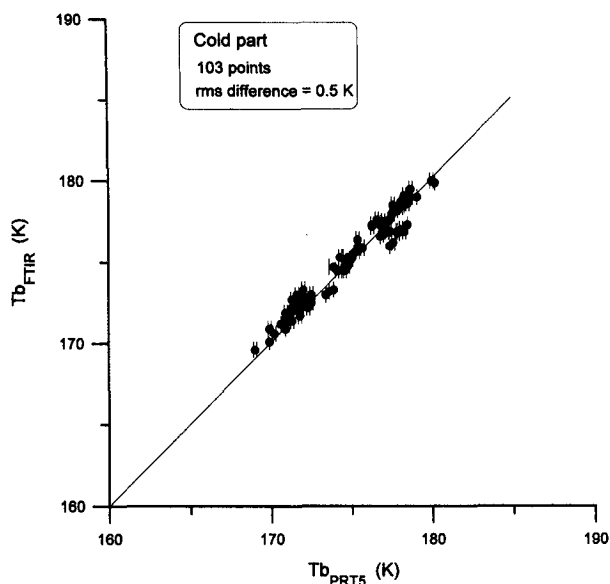 190
Cold part
103 points
rms difference = 0.5 K
180
Tb_FTIR (K)
170
160
160
170
180
190
Tb_PRT5 (K)